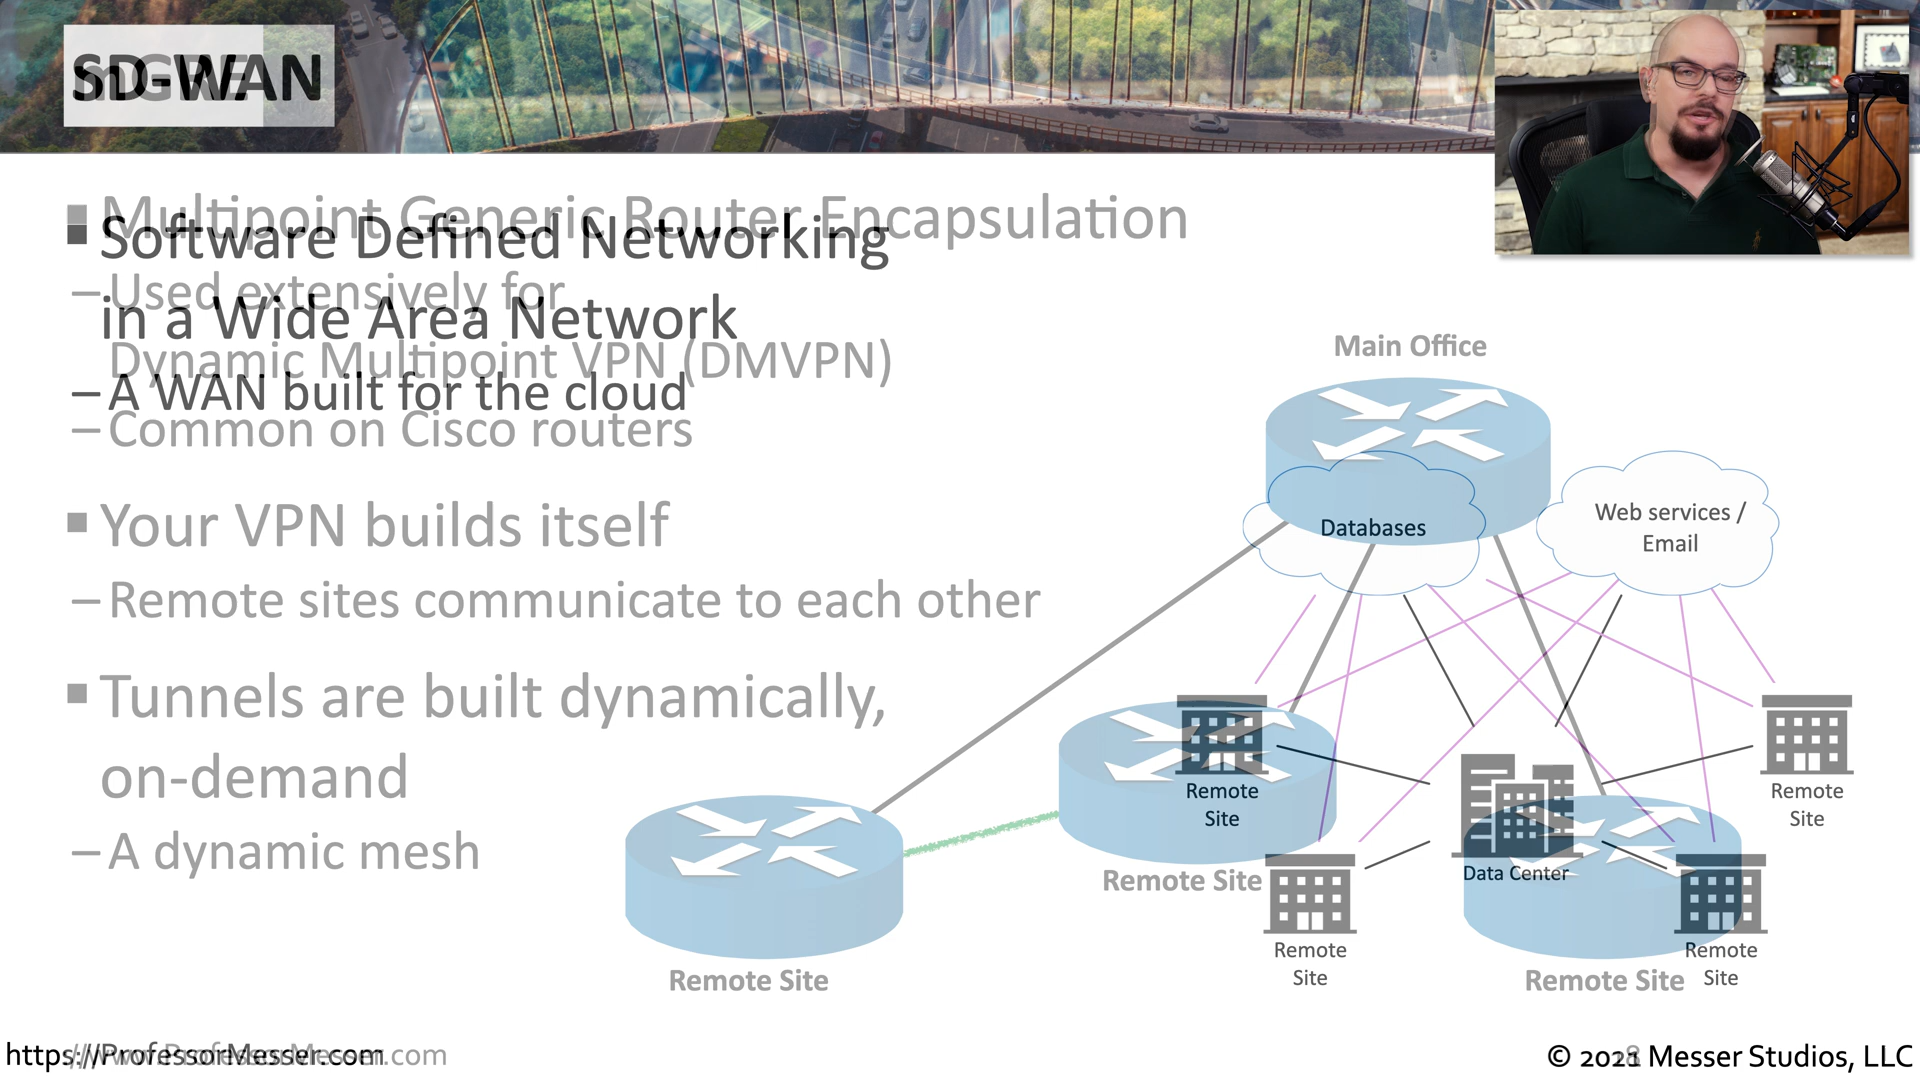 SD-WAN
mGRE
Multipoint Generic Router Encapsulation
– Used extensively for
Dynamic Multipoint VPN (DMVPN)
– Common on Cisco routers
Your VPN builds itself
– Remote sites communicate to each other
Tunnels are built dynamically,
on-demand
– A dynamic mesh
Software Defined Networking
in a Wide Area Network
– A WAN built for the cloud
Main Office
Remote Site
Remote Site
Remote Site
Databases
Web services /
Email
Remote
Site
Remote
Site
Data Center
Remote
Site
Remote
Site
https://ProfessorMesser.com
© 2021 Messer Studios, LLC